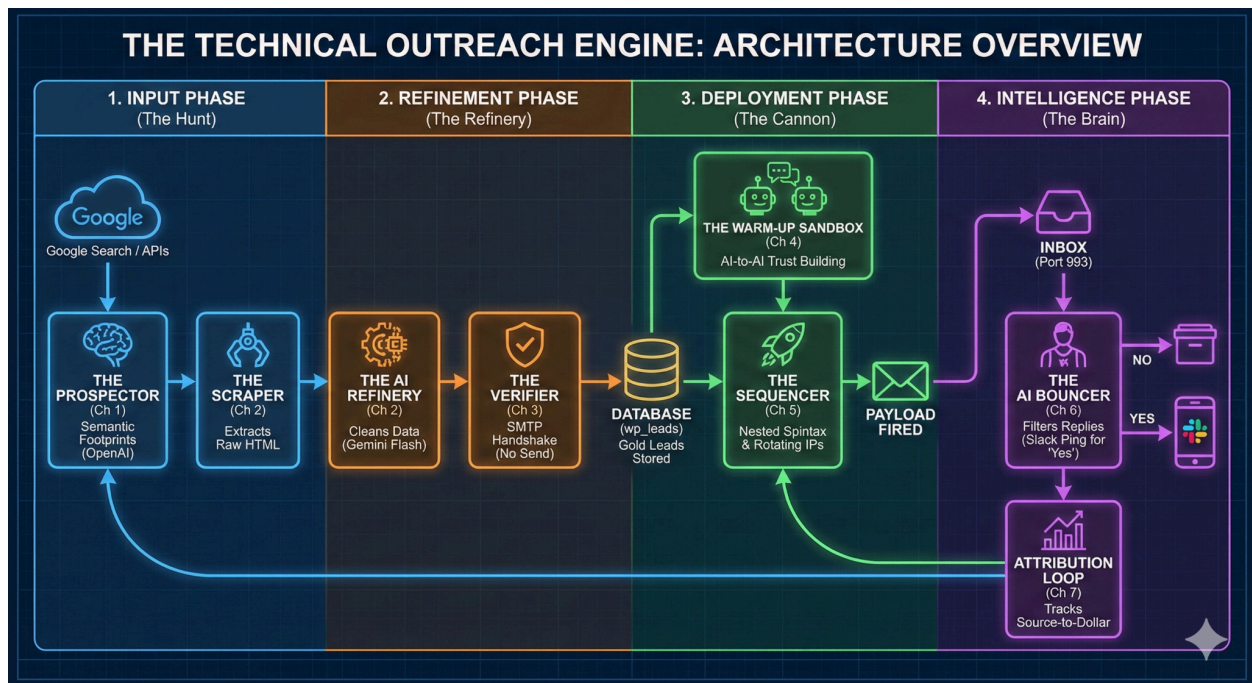 THE TECHNICAL OUTREACH ENGINE: ARCHITECTURE OVERVIEW
1. INPUT PHASE
(The Hunt)
2. REFINEMENT PHASE
(The Refinery)
3. DEPLOYMENT PHASE
(The Cannon)
4. INTELLIGENCE PHASE
(The Brain)
Google
Google Search / APIs
THE
PROSPECTOR
(Ch 1)
Semantic
Footprints
(OpenAI)
THE
SCRAPER
(Ch 2)
Extracts
Raw HTML
THE AI
REFINERY
(Ch 2)
Cleans Data
(Gemini Flash)
THE
VERIFIER
(Ch 3)
SMTP
Handshake
(No Send)
DATABASE
(wp_leads)
Gold Leads
Stored
THE WARM-UP SANDBOX
(Ch 4)
AI-to-AI Trust Building
THE
SEQUENCER
(Ch 5)
Nested Spintax
& Rotating IPs
PAYLOAD
FIRED
INBOX
(Port 993)
THE
AI BOUNCER
(Ch 6)
Filters Replies
(Slack Ping for
'Yes')
NO
YES
ATTRIBUTION
LOOP
(Ch 7)
Tracks
Source-to-Dollar